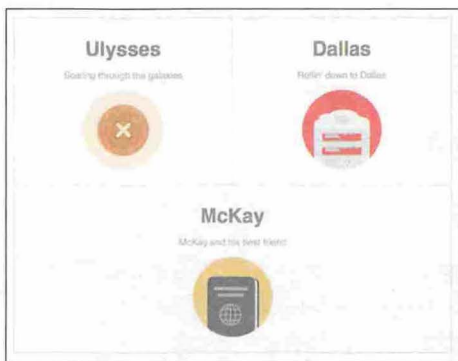 Ulysses
Soaring through the galaxies
Dallas
Rollin' down to Dallas
McKay
McKay and his best friend